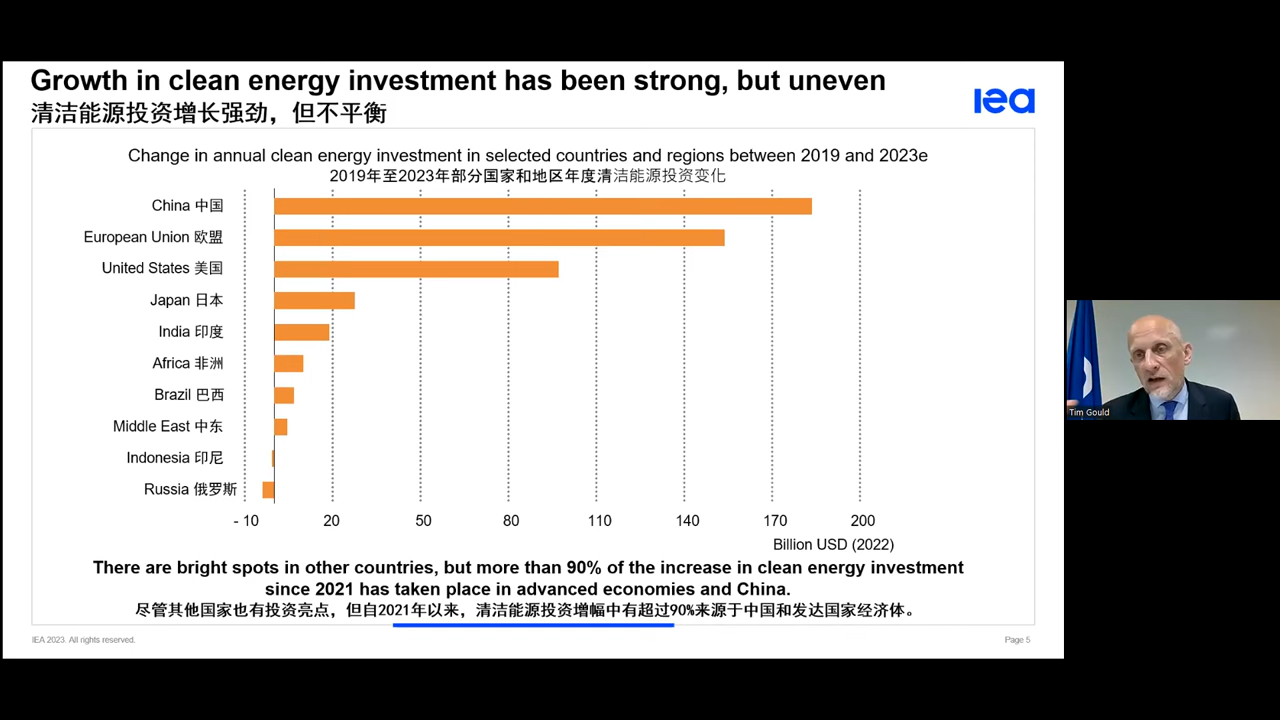 Growth in clean energy investment has been strong, but uneven
清洁能源投资增长强劲，但不平衡
iea
Change in annual clean energy investment in selected countries and regions between 2019 and 2023e
2019年至2023年部分国家和地区年度清洁能源投资变化
China 中国
European Union 欧盟
United States 美国
Japan 日本
India 印度
Africa 非洲
Brazil 巴西
Middle East 中东
Indonesia 印尼
Russia 俄罗斯
- 10 20 50 80 110 140 170 200
Billion USD (2022)
There are bright spots in other countries, but more than 90% of the increase in clean energy investment
since 2021 has taken place in advanced economies and China.
尽管其他国家也有投资亮点，但自2021年以来，清洁能源投资增幅中有超过90%来源于中国和发达国家经济体。
IEA 2023. All rights reserved.
Page 5
Tim Gould